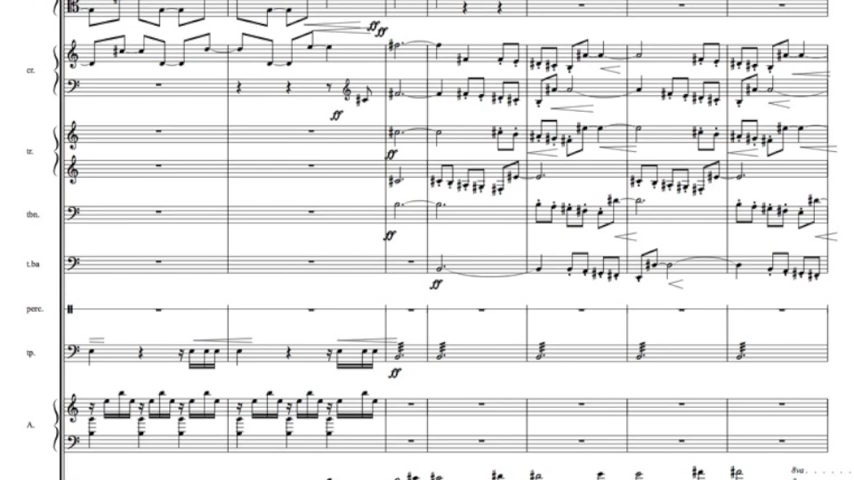 ff
cr.
ff
tr.
ff
tbn.
ff
t.ba
ff
perc.
tp.
ff
A.
8va